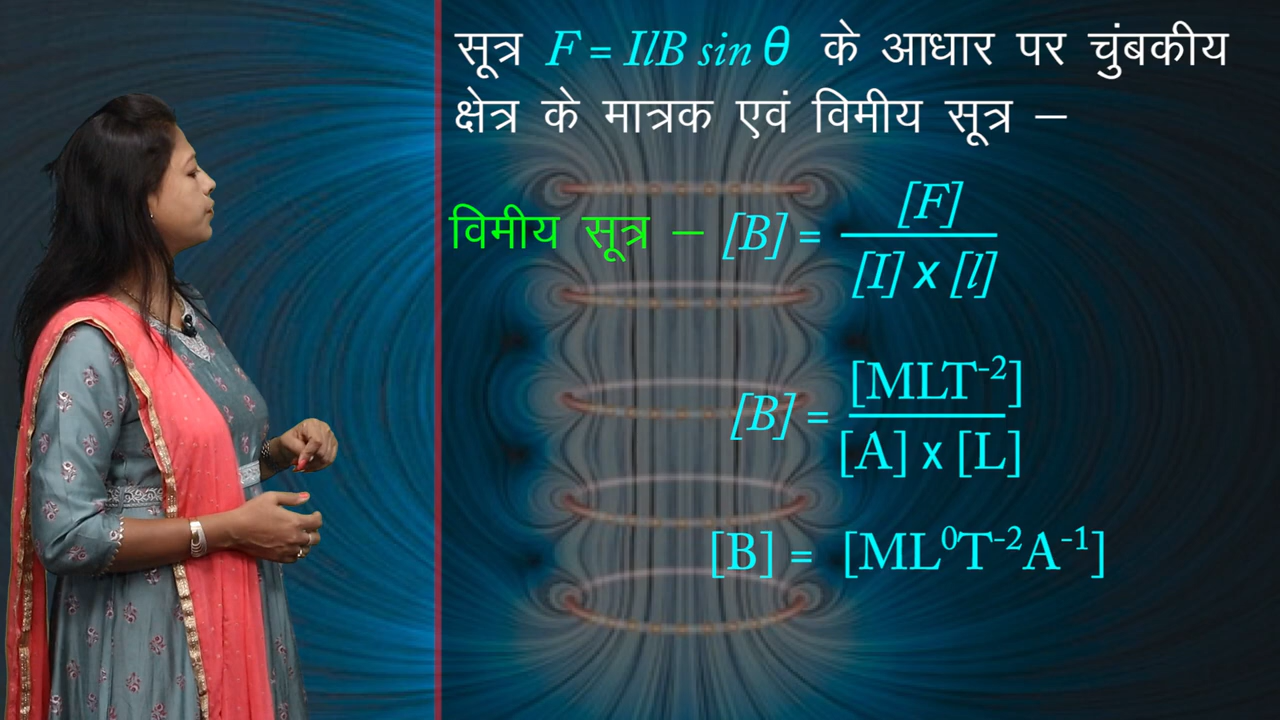 सूत्र F = IlB sin θ के आधार पर चुंबकीय
क्षेत्र के मात्रक एवं विमीय सूत्र –
विमीय सूत्र – [B] = [F] / [I] x [l]
[B] = [MLT⁻²] / [A] x [L]
[B] = [ML⁰T⁻²A⁻¹]